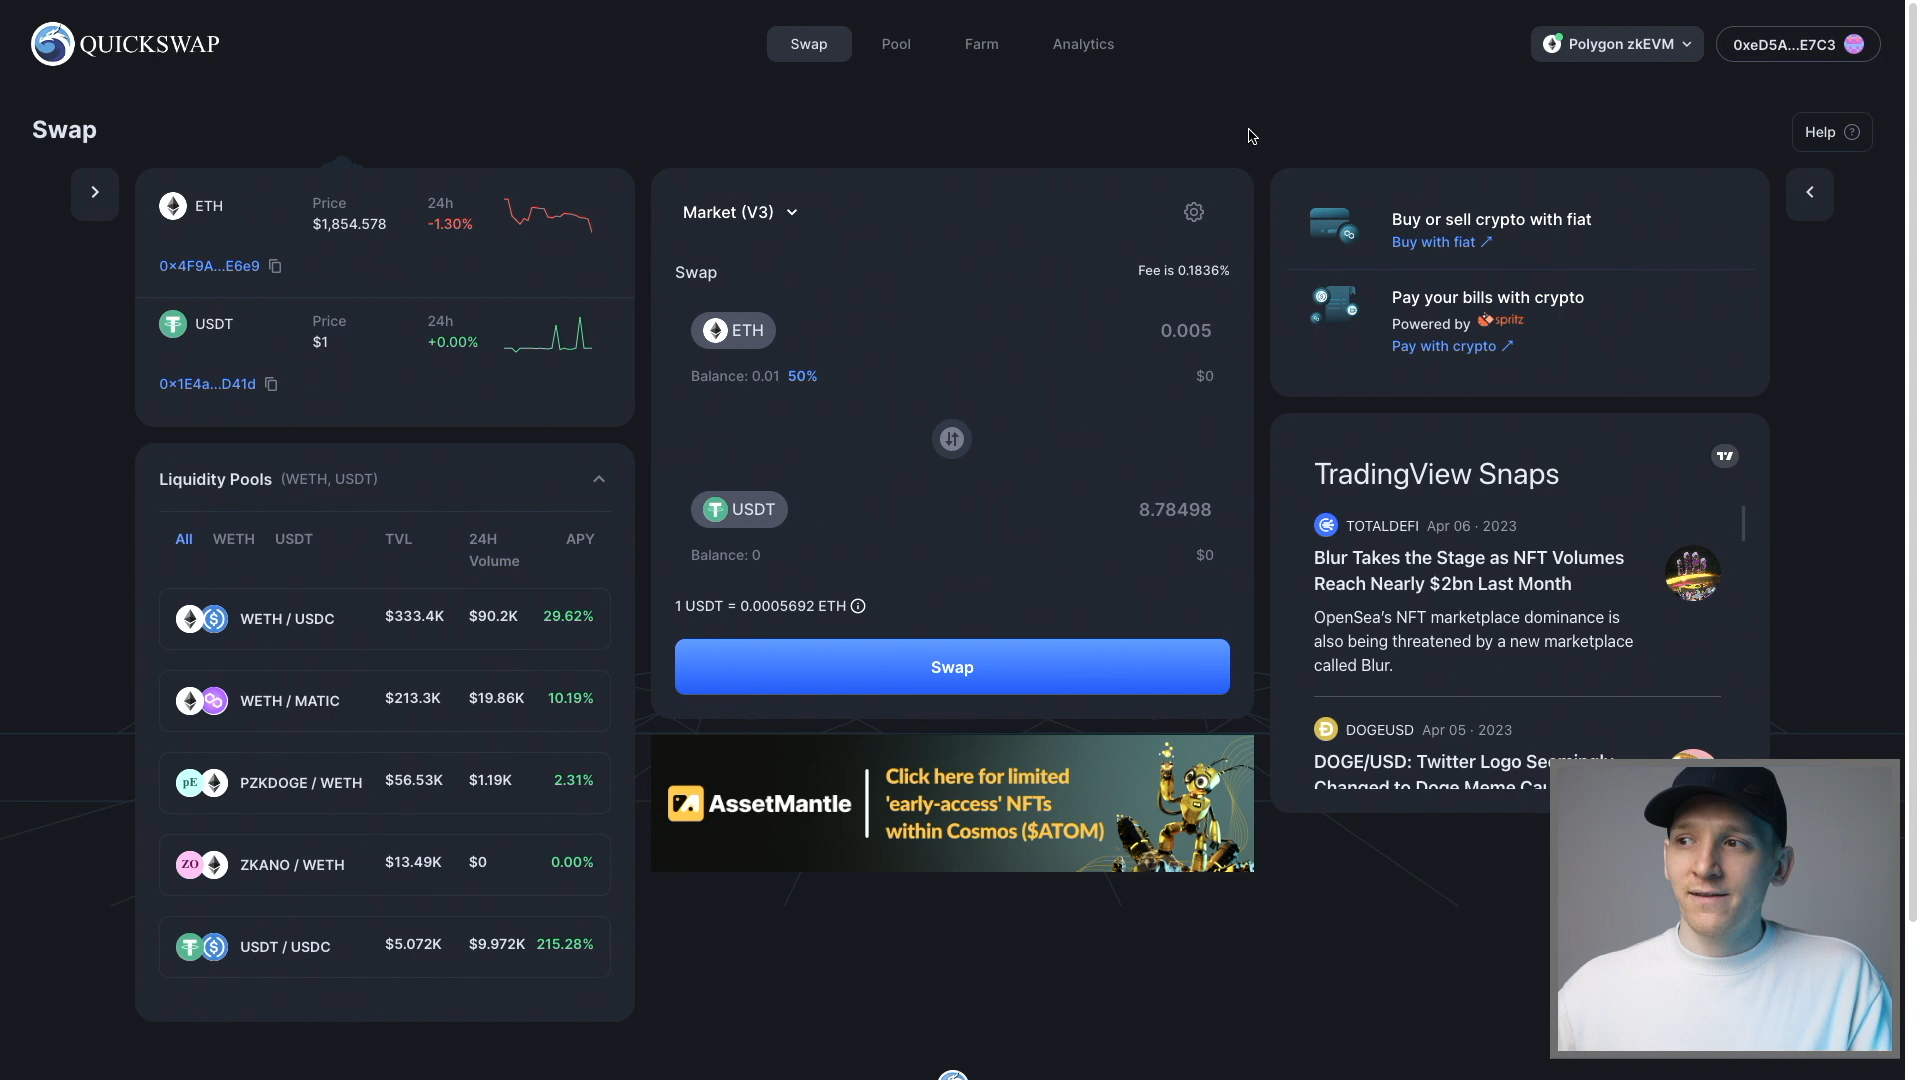 QUICKSWAP
Swap
Pool
Farm
Analytics
Polygon zkEVM
0xeD5A...E7C3
Swap
Help
ETH
Price
$1,854.578
24h
-1.30%
0x4F9A...E6e9
USDT
Price
$1
24h
+0.00%
0x1E4a...D41d
Liquidity Pools (WETH, USDT)
All WETH USDT TVL 24H Volume APY
WETH / USDC $333.4K $90.2K 29.62%
WETH / MATIC $213.3K $19.86K 10.19%
pE PZKDOGE / WETH $56.53K $1.19K 2.31%
ZO ZKANO / WETH $13.49K $0 0.00%
USDT / USDC $5.072K $9.972K 215.28%
Market (V3)
Swap Fee is 0.1836%
ETH 0.005
Balance: 0.01 50% $0
USDT 8.78498
Balance: 0 $0
1 USDT = 0.0005692 ETH
Swap
AssetMantle
Click here for limited
'early-access' NFTs
within Cosmos ($ATOM)
Buy or sell crypto with fiat
Buy with fiat
Pay your bills with crypto
Powered by spritz
Pay with crypto
TradingView Snaps
TOTALDEFI Apr 06 · 2023
Blur Takes the Stage as NFT Volumes
Reach Nearly $2bn Last Month
OpenSea's NFT marketplace dominance is
also being threatened by a new marketplace
called Blur.
DOGEUSD Apr 05 · 2023
DOGE/USD: Twitter Logo Seemingly
Changed to Doge Meme